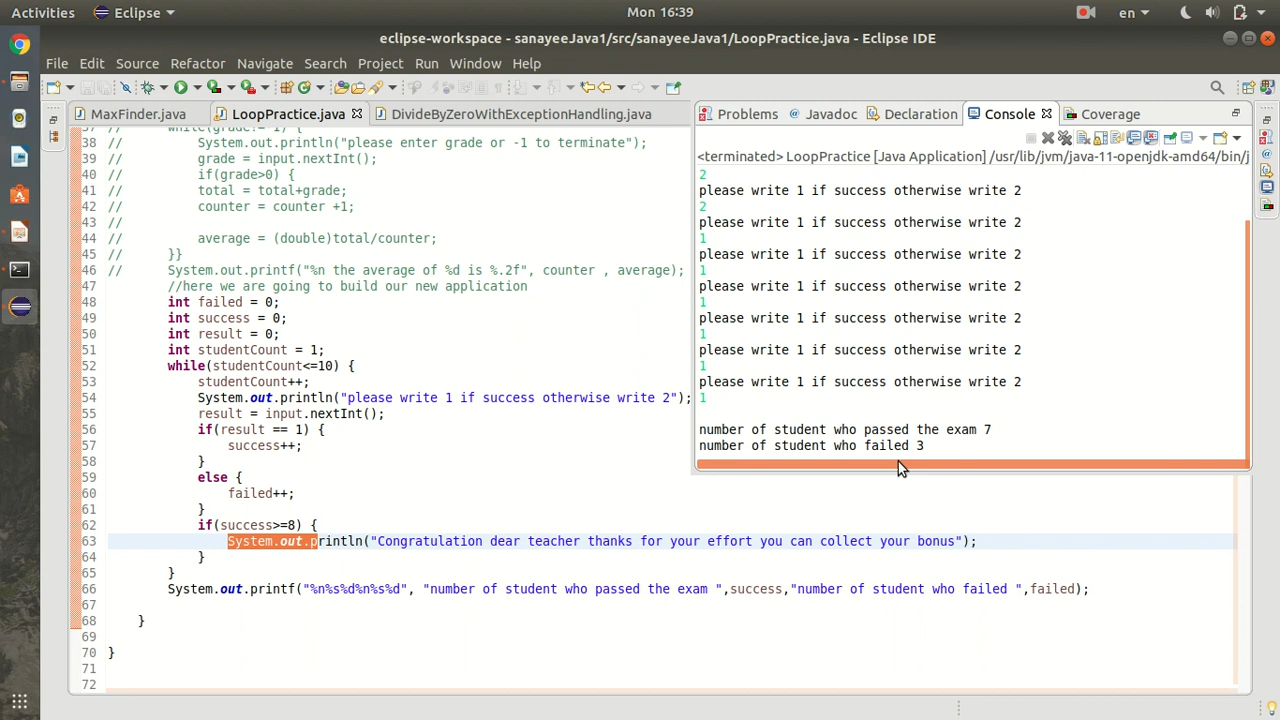 Activities Eclipse Mon 16:39 en
eclipse-workspace - sanayeeJava1/src/sanayeeJava1/LoopPractice.java - Eclipse IDE
File Edit Source Refactor Navigate Search Project Run Window Help
MaxFinder.java LoopPractice.java DivideByZeroWithExceptionHandling.java
37 // while(grade!=-1) {
38 // System.out.println("please enter grade or -1 to terminate");
39 // grade = input.nextInt();
40 // if(grade>0) {
41 // total = total+grade;
42 // counter = counter +1;
43 //
44 // average = (double)total/counter;
45 // }}
46 // System.out.printf("%n the average of %d is %.2f", counter , average);
47 //here we are going to build our new application
48 int failed = 0;
49 int success = 0;
50 int result = 0;
51 int studentCount = 1;
52 while(studentCount<=10) {
53 studentCount++;
54 System.out.println("please write 1 if success otherwise write 2");
55 result = input.nextInt();
56 if(result == 1) {
57 success++;
58 }
59 else {
60 failed++;
61 }
62 if(success>=8) {
63 System.out.println("Congratulation dear teacher thanks for your effort you can collect your bonus");
64 }
65 }
66 System.out.printf("%n%s%d%n%s%d", "number of student who passed the exam ",success,"number of student who failed ",failed);
67
68 }
69
70 }
71
72
Problems Javadoc Declaration Console Coverage
<terminated> LoopPractice [Java Application] /usr/lib/jvm/java-11-openjdk-amd64/bin/j
2
please write 1 if success otherwise write 2
2
please write 1 if success otherwise write 2
1
please write 1 if success otherwise write 2
1
please write 1 if success otherwise write 2
1
please write 1 if success otherwise write 2
1
please write 1 if success otherwise write 2
1
please write 1 if success otherwise write 2
1
number of student who passed the exam 7
number of student who failed 3